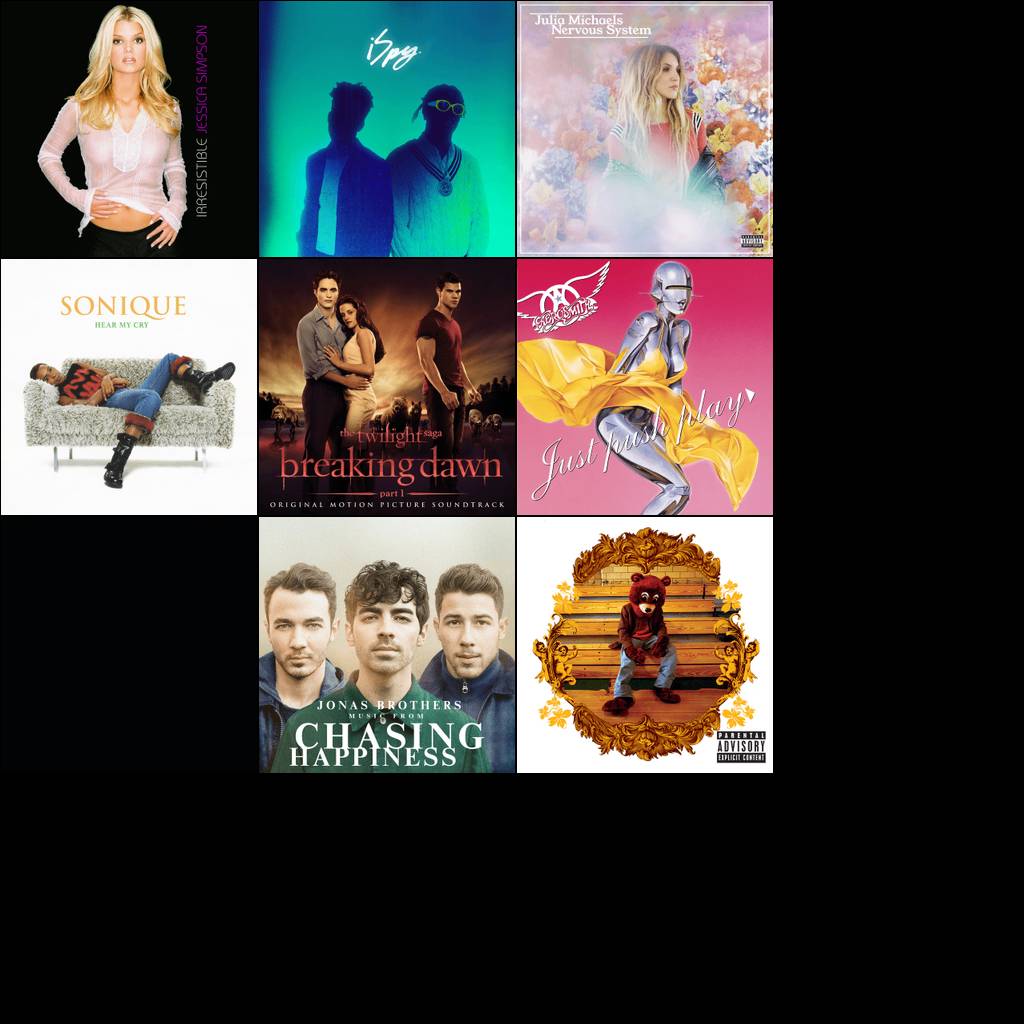 IRRESISTIBLE JESSICA SIMPSON
iSpy
Julia Michaels
Nervous System
PARENTAL
ADVISORY
EXPLICIT CONTENT
SONIQUE
HEAR MY CRY
the twilight saga
breaking dawn
part 1
ORIGINAL MOTION PICTURE SOUNDTRACK
AEROSMITH
Just push play
JONAS BROTHERS
MUSIC FROM
CHASING
HAPPINESS
PARENTAL
ADVISORY
EXPLICIT CONTENT